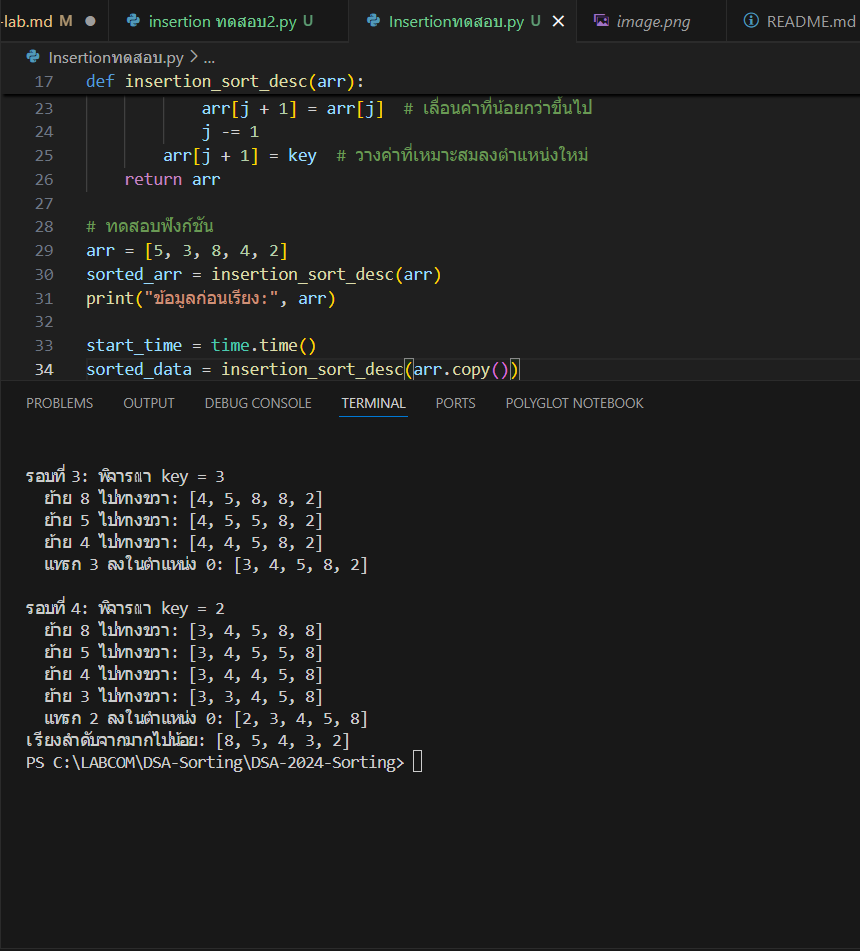 -lab.md M ● insertion ทดสอบ2.py U Insertionทดสอบ.py U × image.png README.md
Insertionทดสอบ.py > ...
17 def insertion_sort_desc(arr):
23 arr[j + 1] = arr[j] # เลื่อนค่าที่น้อยกว่าขึ้นไป
24 j -= 1
25 arr[j + 1] = key # วางค่าที่เหมาะสมลงตำแหน่งใหม่
26 return arr
27
28 # ทดสอบฟังก์ชัน
29 arr = [5, 3, 8, 4, 2]
30 sorted_arr = insertion_sort_desc(arr)
31 print("ข้อมูลก่อนเรียง:", arr)
32
33 start_time = time.time()
34 sorted_data = insertion_sort_desc(arr.copy())
PROBLEMS OUTPUT DEBUG CONSOLE TERMINAL PORTS POLYGLOT NOTEBOOK
รอบที่ 3: พิจารณา key = 3
ย้าย 8 ไปทางขวา: [4, 5, 8, 8, 2]
ย้าย 5 ไปทางขวา: [4, 5, 5, 8, 2]
ย้าย 4 ไปทางขวา: [4, 4, 5, 8, 2]
แทรก 3 ลงในตำแหน่ง 0: [3, 4, 5, 8, 2]
รอบที่ 4: พิจารณา key = 2
ย้าย 8 ไปทางขวา: [3, 4, 5, 8, 8]
ย้าย 5 ไปทางขวา: [3, 4, 5, 5, 8]
ย้าย 4 ไปทางขวา: [3, 4, 4, 5, 8]
ย้าย 3 ไปทางขวา: [3, 3, 4, 5, 8]
แทรก 2 ลงในตำแหน่ง 0: [2, 3, 4, 5, 8]
เรียงลำดับจากมากไปน้อย: [8, 5, 4, 3, 2]
PS C:\LABCOM\DSA-Sorting\DSA-2024-Sorting>